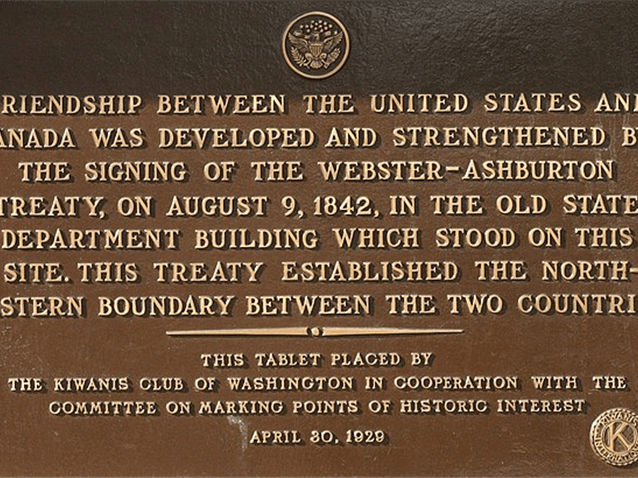 RIENDSHIP BETWEEN THE UNITED STATES AN
ANADA WAS DEVELOPED AND STRENGTHENED B
THE SIGNING OF THE WEBSTER-ASHBURTON
TREATY, ON AUGUST 9, 1842, IN THE OLD STATE
DEPARTMENT BUILDING WHICH STOOD ON THIS
SITE. THIS TREATY ESTABLISHED THE NORTH-
STERN BOUNDARY BETWEEN THE TWO COUNTRI
THIS TABLET PLACED BY
THE KIWANIS CLUB OF WASHINGTON IN COOPERATION WITH THE
COMMITTEE ON MARKING POINTS OF HISTORIC INTEREST
APRIL 30, 1929
KIWANIS
INTERNATIONAL
K